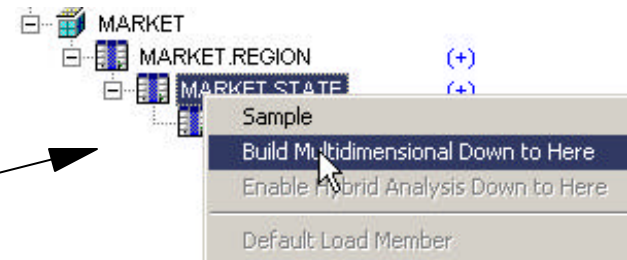 MARKET
MARKET.REGION (+)
MARKET.STATE (+)
Sample
Build Multidimensional Down to Here
Enable Hybrid Analysis Down to Here
Default Load Member